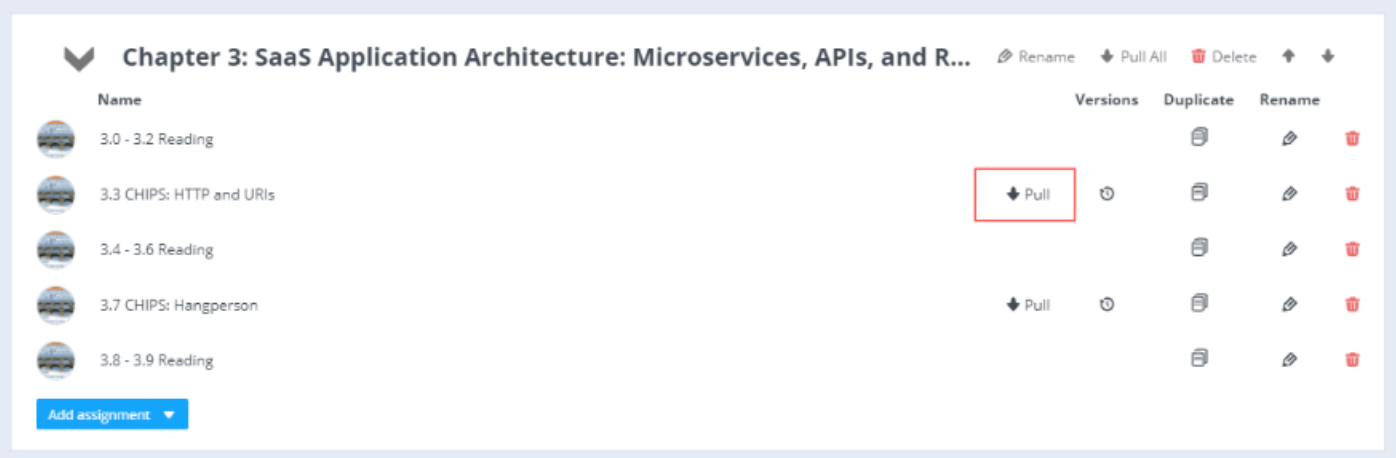 Chapter 3: SaaS Application Architecture: Microservices, APIs, and R... Rename Pull All Delete
Name Versions Duplicate Rename
3.0 - 3.2 Reading
3.3 CHIPS: HTTP and URIs Pull
3.4 - 3.6 Reading
3.7 CHIPS: Hangperson Pull
3.8 - 3.9 Reading
Add assignment